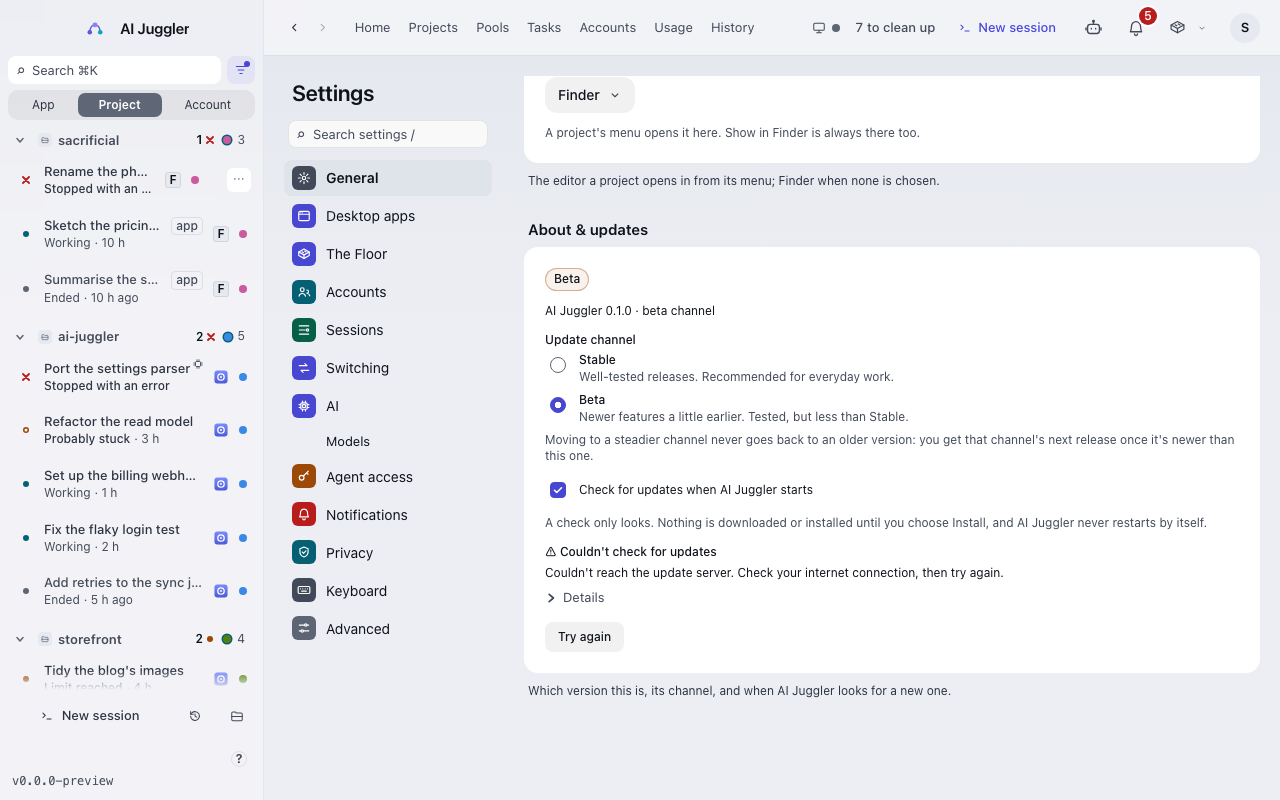 AI Juggler
Search ⌘K
App Project Account
sacrificial 1 3
Rename the ph... F
Stopped with an ...
Sketch the pricin... app F
Working · 10 h
Summarise the s... app F
Ended · 10 h ago
ai-juggler 2 5
Port the settings parser
Stopped with an error
Refactor the read model
Probably stuck · 3 h
Set up the billing webh...
Working · 1 h
Fix the flaky login test
Working · 2 h
Add retries to the sync j...
Ended · 5 h ago
storefront 2 4
Tidy the blog's images
Limit reached · 4 h
New session
?
v0.0.0-preview
Home Projects Pools Tasks Accounts Usage History
7 to clean up
New session
5
S
Settings
Search settings /
General
Desktop apps
The Floor
Accounts
Sessions
Switching
AI
Models
Agent access
Notifications
Privacy
Keyboard
Advanced
Finder
A project's menu opens it here. Show in Finder is always there too.
The editor a project opens in from its menu; Finder when none is chosen.
About & updates
Beta
AI Juggler 0.1.0 · beta channel
Update channel
Stable
Well-tested releases. Recommended for everyday work.
Beta
Newer features a little earlier. Tested, but less than Stable.
Moving to a steadier channel never goes back to an older version: you get that channel's next release once it's newer than
this one.
Check for updates when AI Juggler starts
A check only looks. Nothing is downloaded or installed until you choose Install, and AI Juggler never restarts by itself.
Couldn't check for updates
Couldn't reach the update server. Check your internet connection, then try again.
Details
Try again
Which version this is, its channel, and when AI Juggler looks for a new one.